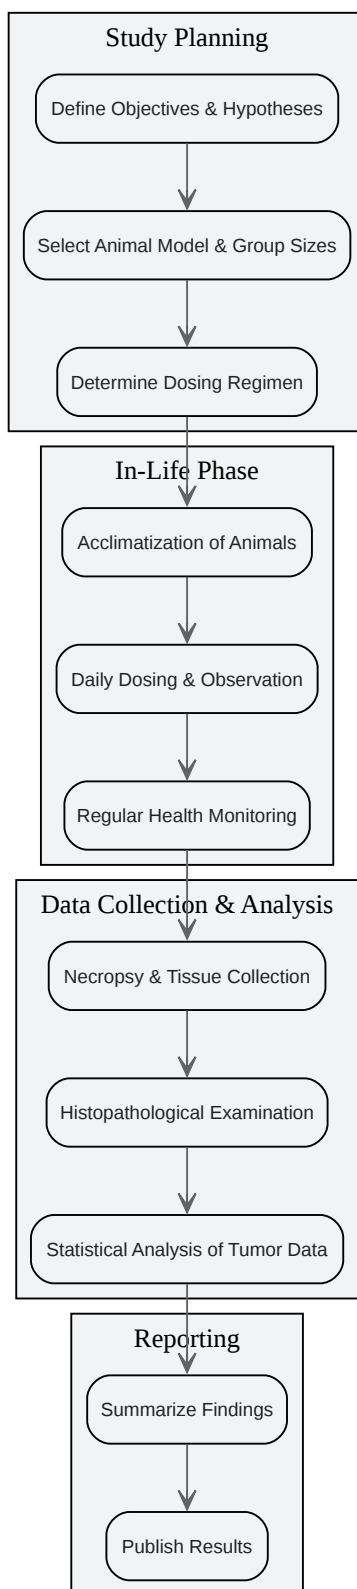 Study Planning
Define Objectives & Hypotheses
Select Animal Model & Group Sizes
Determine Dosing Regimen
In-Life Phase
Acclimatization of Animals
Daily Dosing & Observation
Regular Health Monitoring
Data Collection & Analysis
Necropsy & Tissue Collection
Histopathological Examination
Statistical Analysis of Tumor Data
Reporting
Summarize Findings
Publish Results